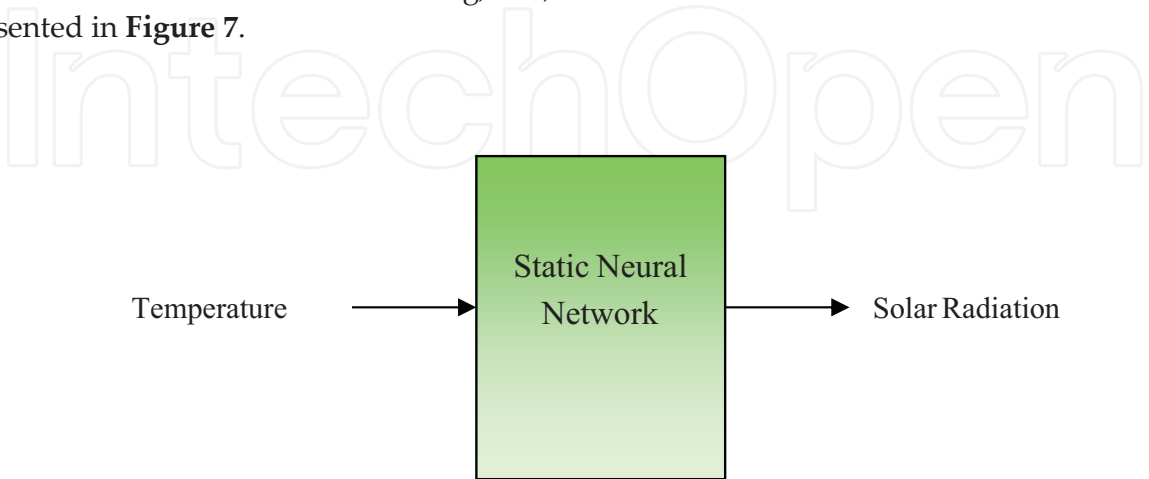 sented in Figure 7.
IntechOpen
Static Neural
Network
Temperature
Solar Radiation